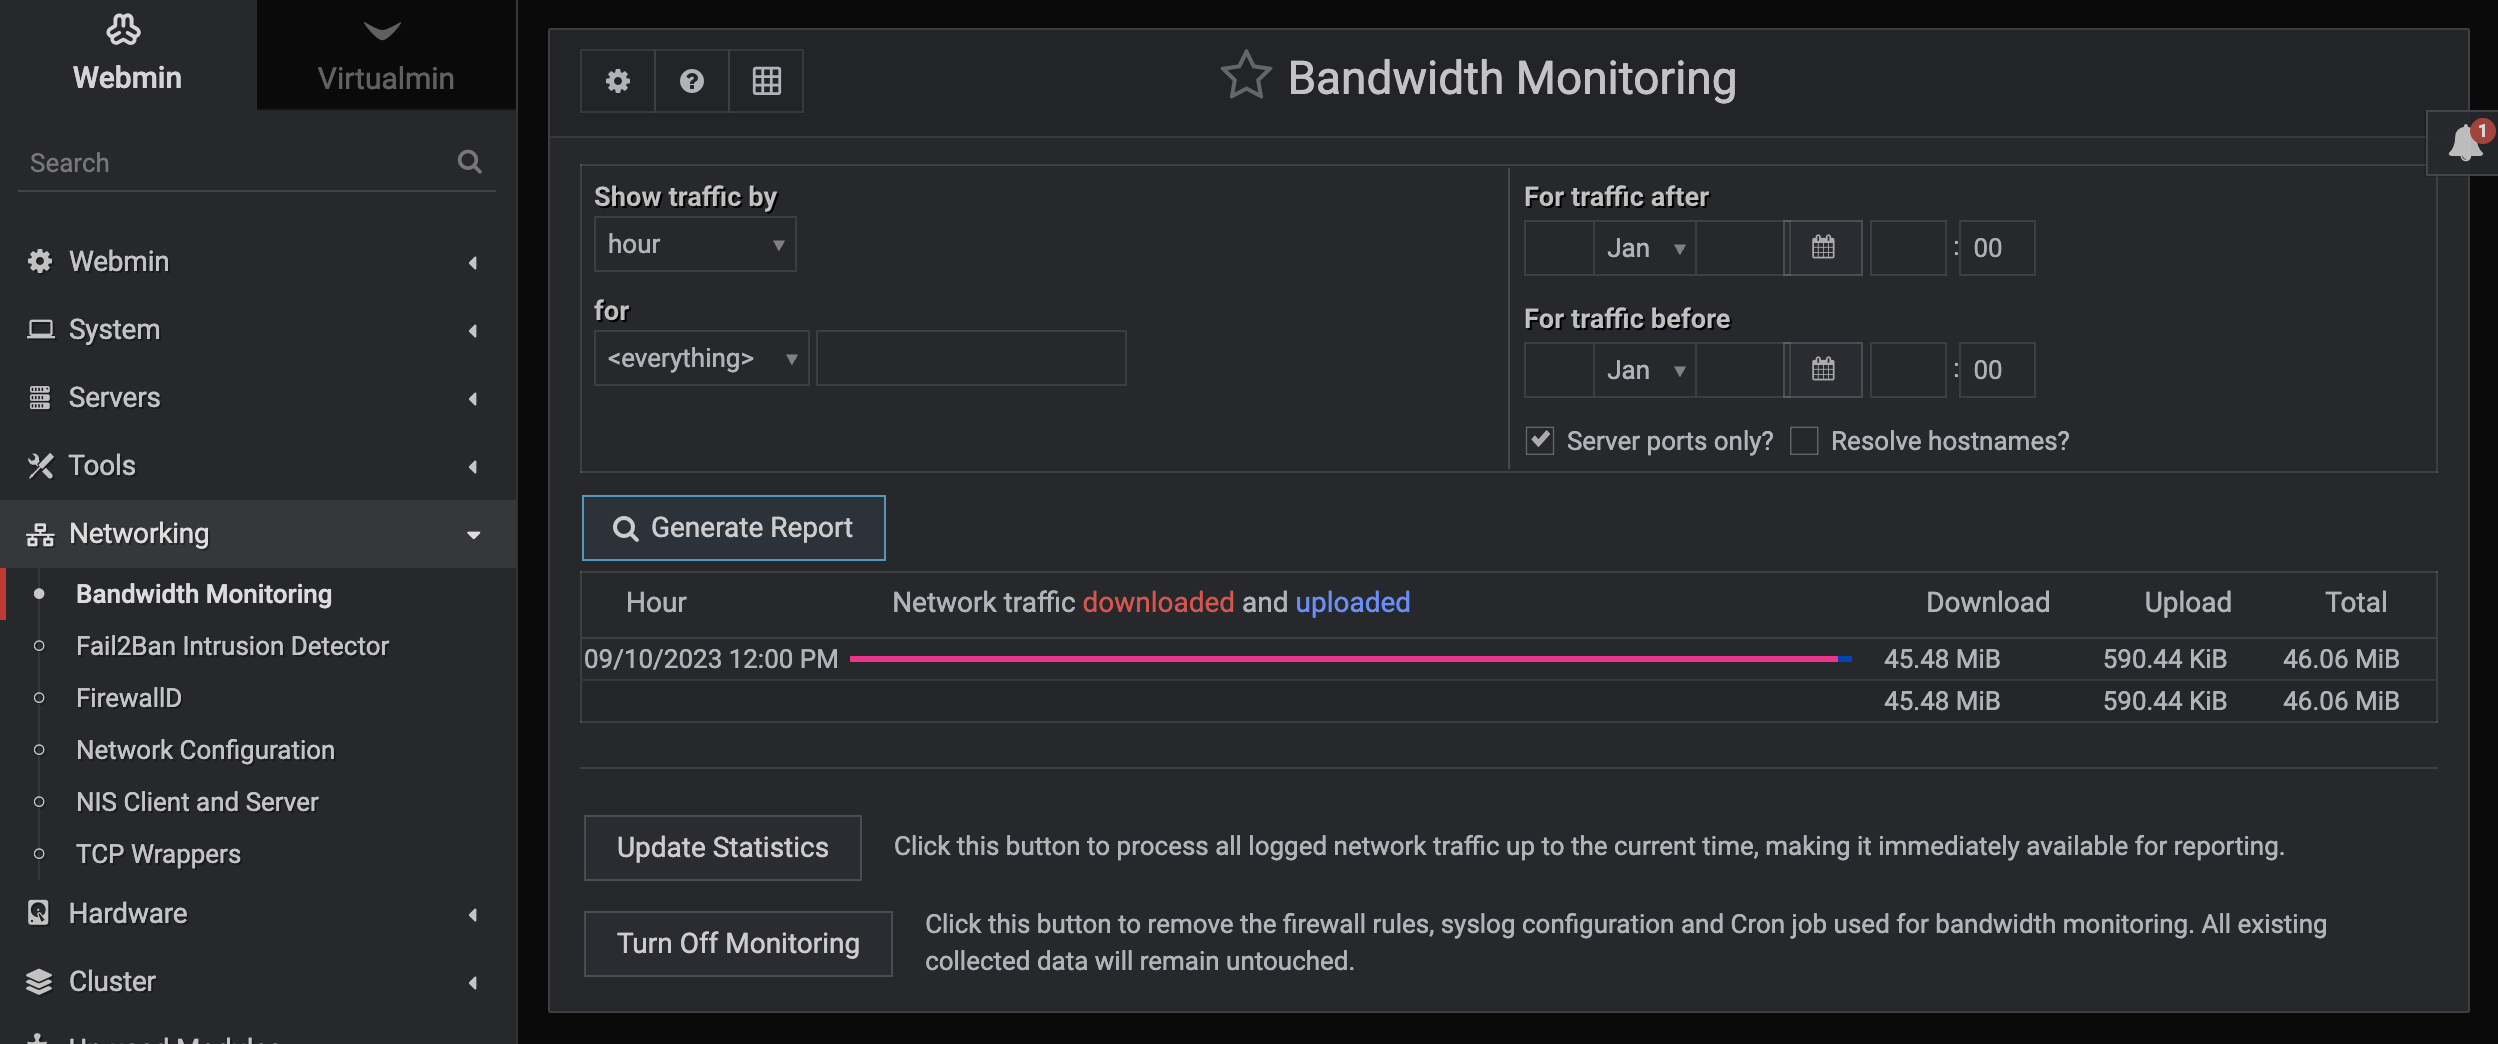 Webmin
Virtualmin
Search
Webmin
System
Servers
Tools
Networking
Bandwidth Monitoring
Fail2Ban Intrusion Detector
FirewallD
Network Configuration
NIS Client and Server
TCP Wrappers
Hardware
Cluster
Bandwidth Monitoring
1
Show traffic by
hour
for
<everything>
For traffic after
Jan : 00
For traffic before
Jan : 00
Server ports only? Resolve hostnames?
Generate Report
Hour Network traffic downloaded and uploaded Download Upload Total
09/10/2023 12:00 PM 45.48 MiB 590.44 KiB 46.06 MiB
45.48 MiB 590.44 KiB 46.06 MiB
Update Statistics Click this button to process all logged network traffic up to the current time, making it immediately available for reporting.
Turn Off Monitoring Click this button to remove the firewall rules, syslog configuration and Cron job used for bandwidth monitoring. All existing
collected data will remain untouched.